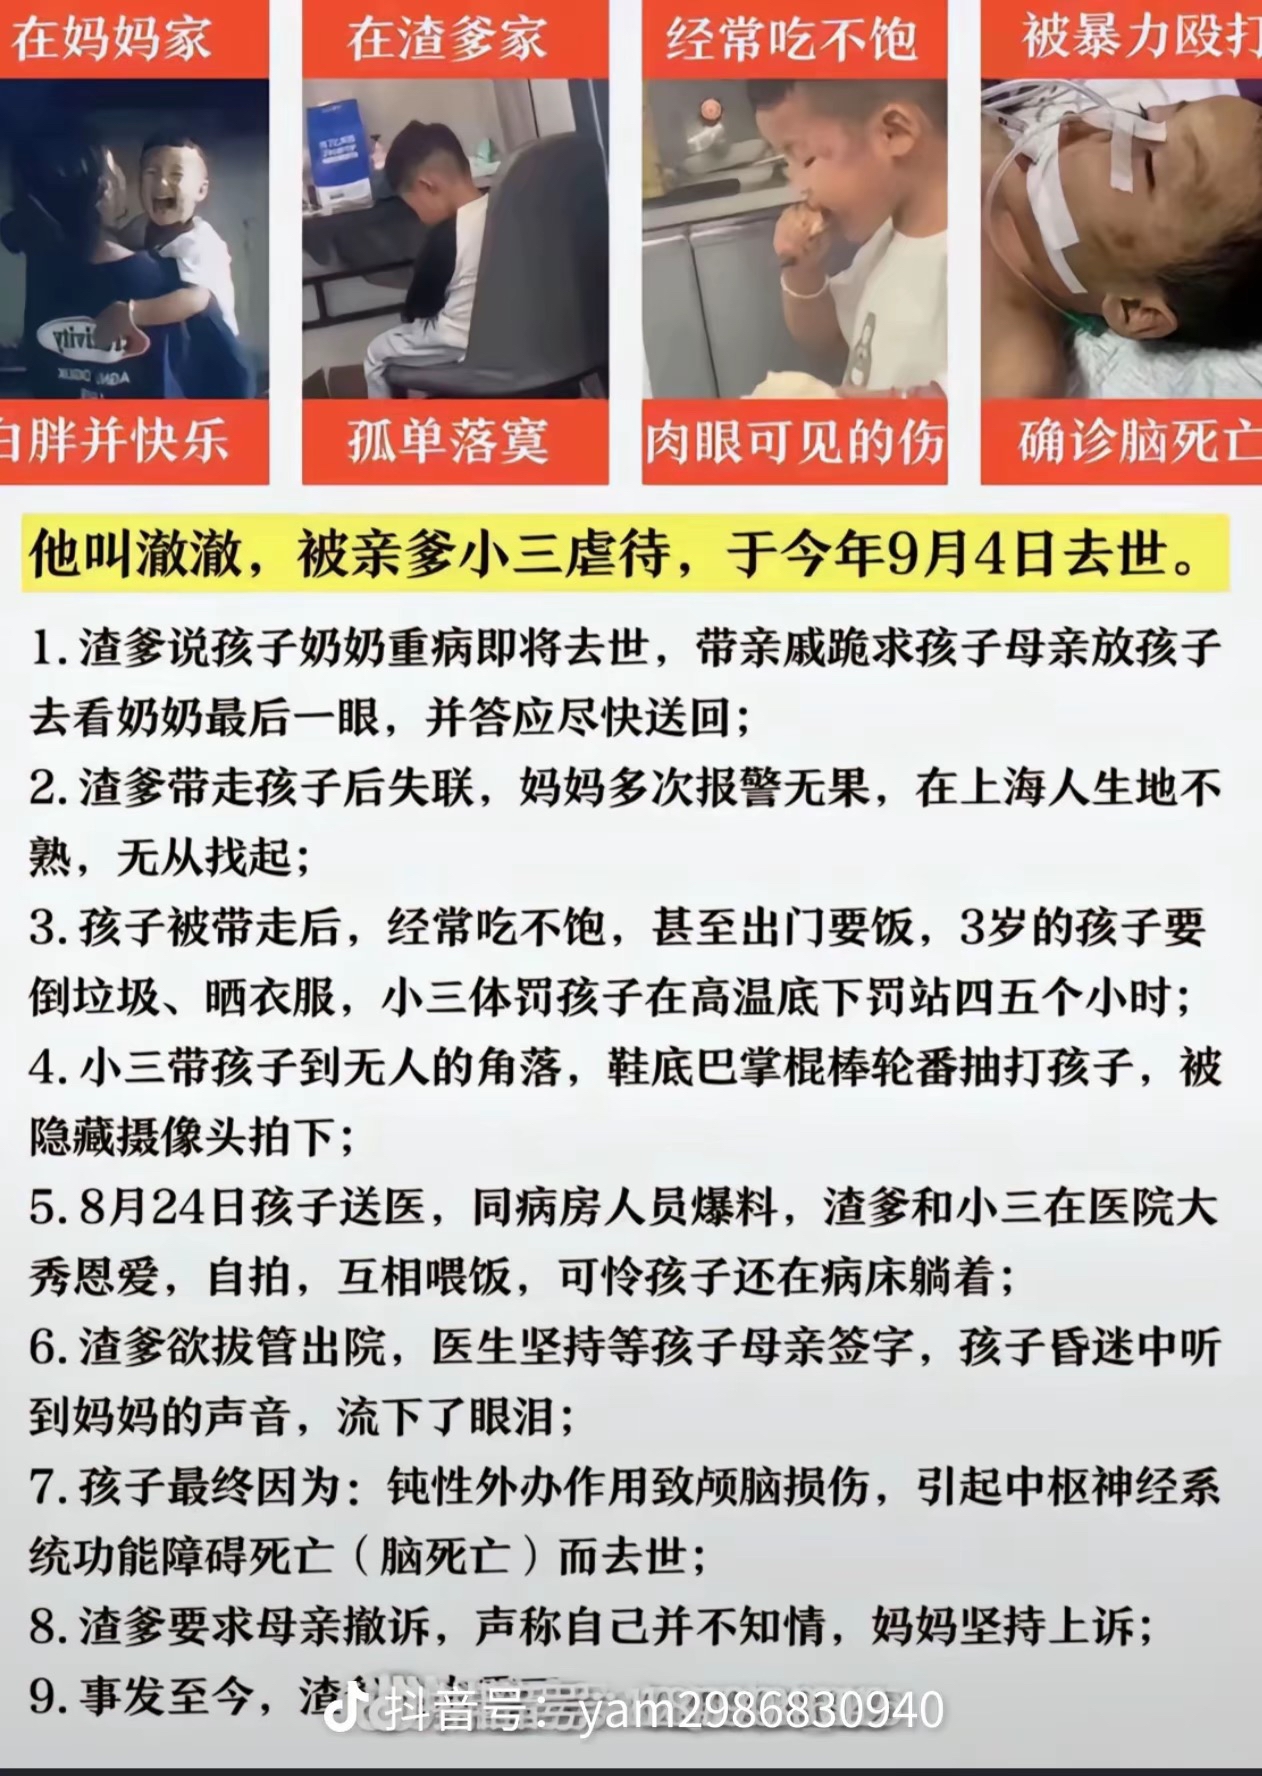 在妈妈家
在渣爹家
经常吃不饱
被暴力殴打
白胖并快乐
孤单落寞
肉眼可见的伤
确诊脑死亡
他叫澈澈，被亲爹小三虐待，于今年9月4日去世。
1. 渣爹说孩子奶奶重病即将去世，带亲戚跪求孩子母亲放孩子
去看奶奶最后一眼，并答应尽快送回；
2. 渣爹带走孩子后失联，妈妈多次报警无果，在上海人生地不
熟，无从找起；
3. 孩子被带走后，经常吃不饱，甚至出门要饭，3岁的孩子要
倒垃圾、晒衣服，小三体罚孩子在高温底下罚站四五个小时；
4. 小三带孩子到无人的角落，鞋底巴掌棍棒轮番抽打孩子，被
隐藏摄像头拍下；
5. 8月24日孩子送医，同病房人员爆料，渣爹和小三在医院大
秀恩爱，自拍，互相喂饭，可怜孩子还在病床躺着；
6. 渣爹欲拔管出院，医生坚持等孩子母亲签字，孩子昏迷中听
到妈妈的声音，流下了眼泪；
7. 孩子最终因为：钝性外办作用致颅脑损伤，引起中枢神经系
统功能障碍死亡（脑死亡）而去世；
8. 渣爹要求母亲撤诉，声称自己并不知情，妈妈坚持上诉；
9. 事发至今，渣
抖音号：yam2986830940